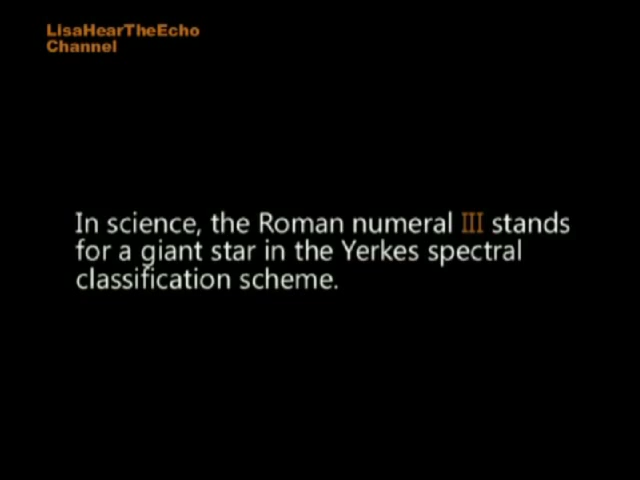 LisaHearTheEcho
Channel
In science, the Roman numeral III stands
for a giant star in the Yerkes spectral
classification scheme.